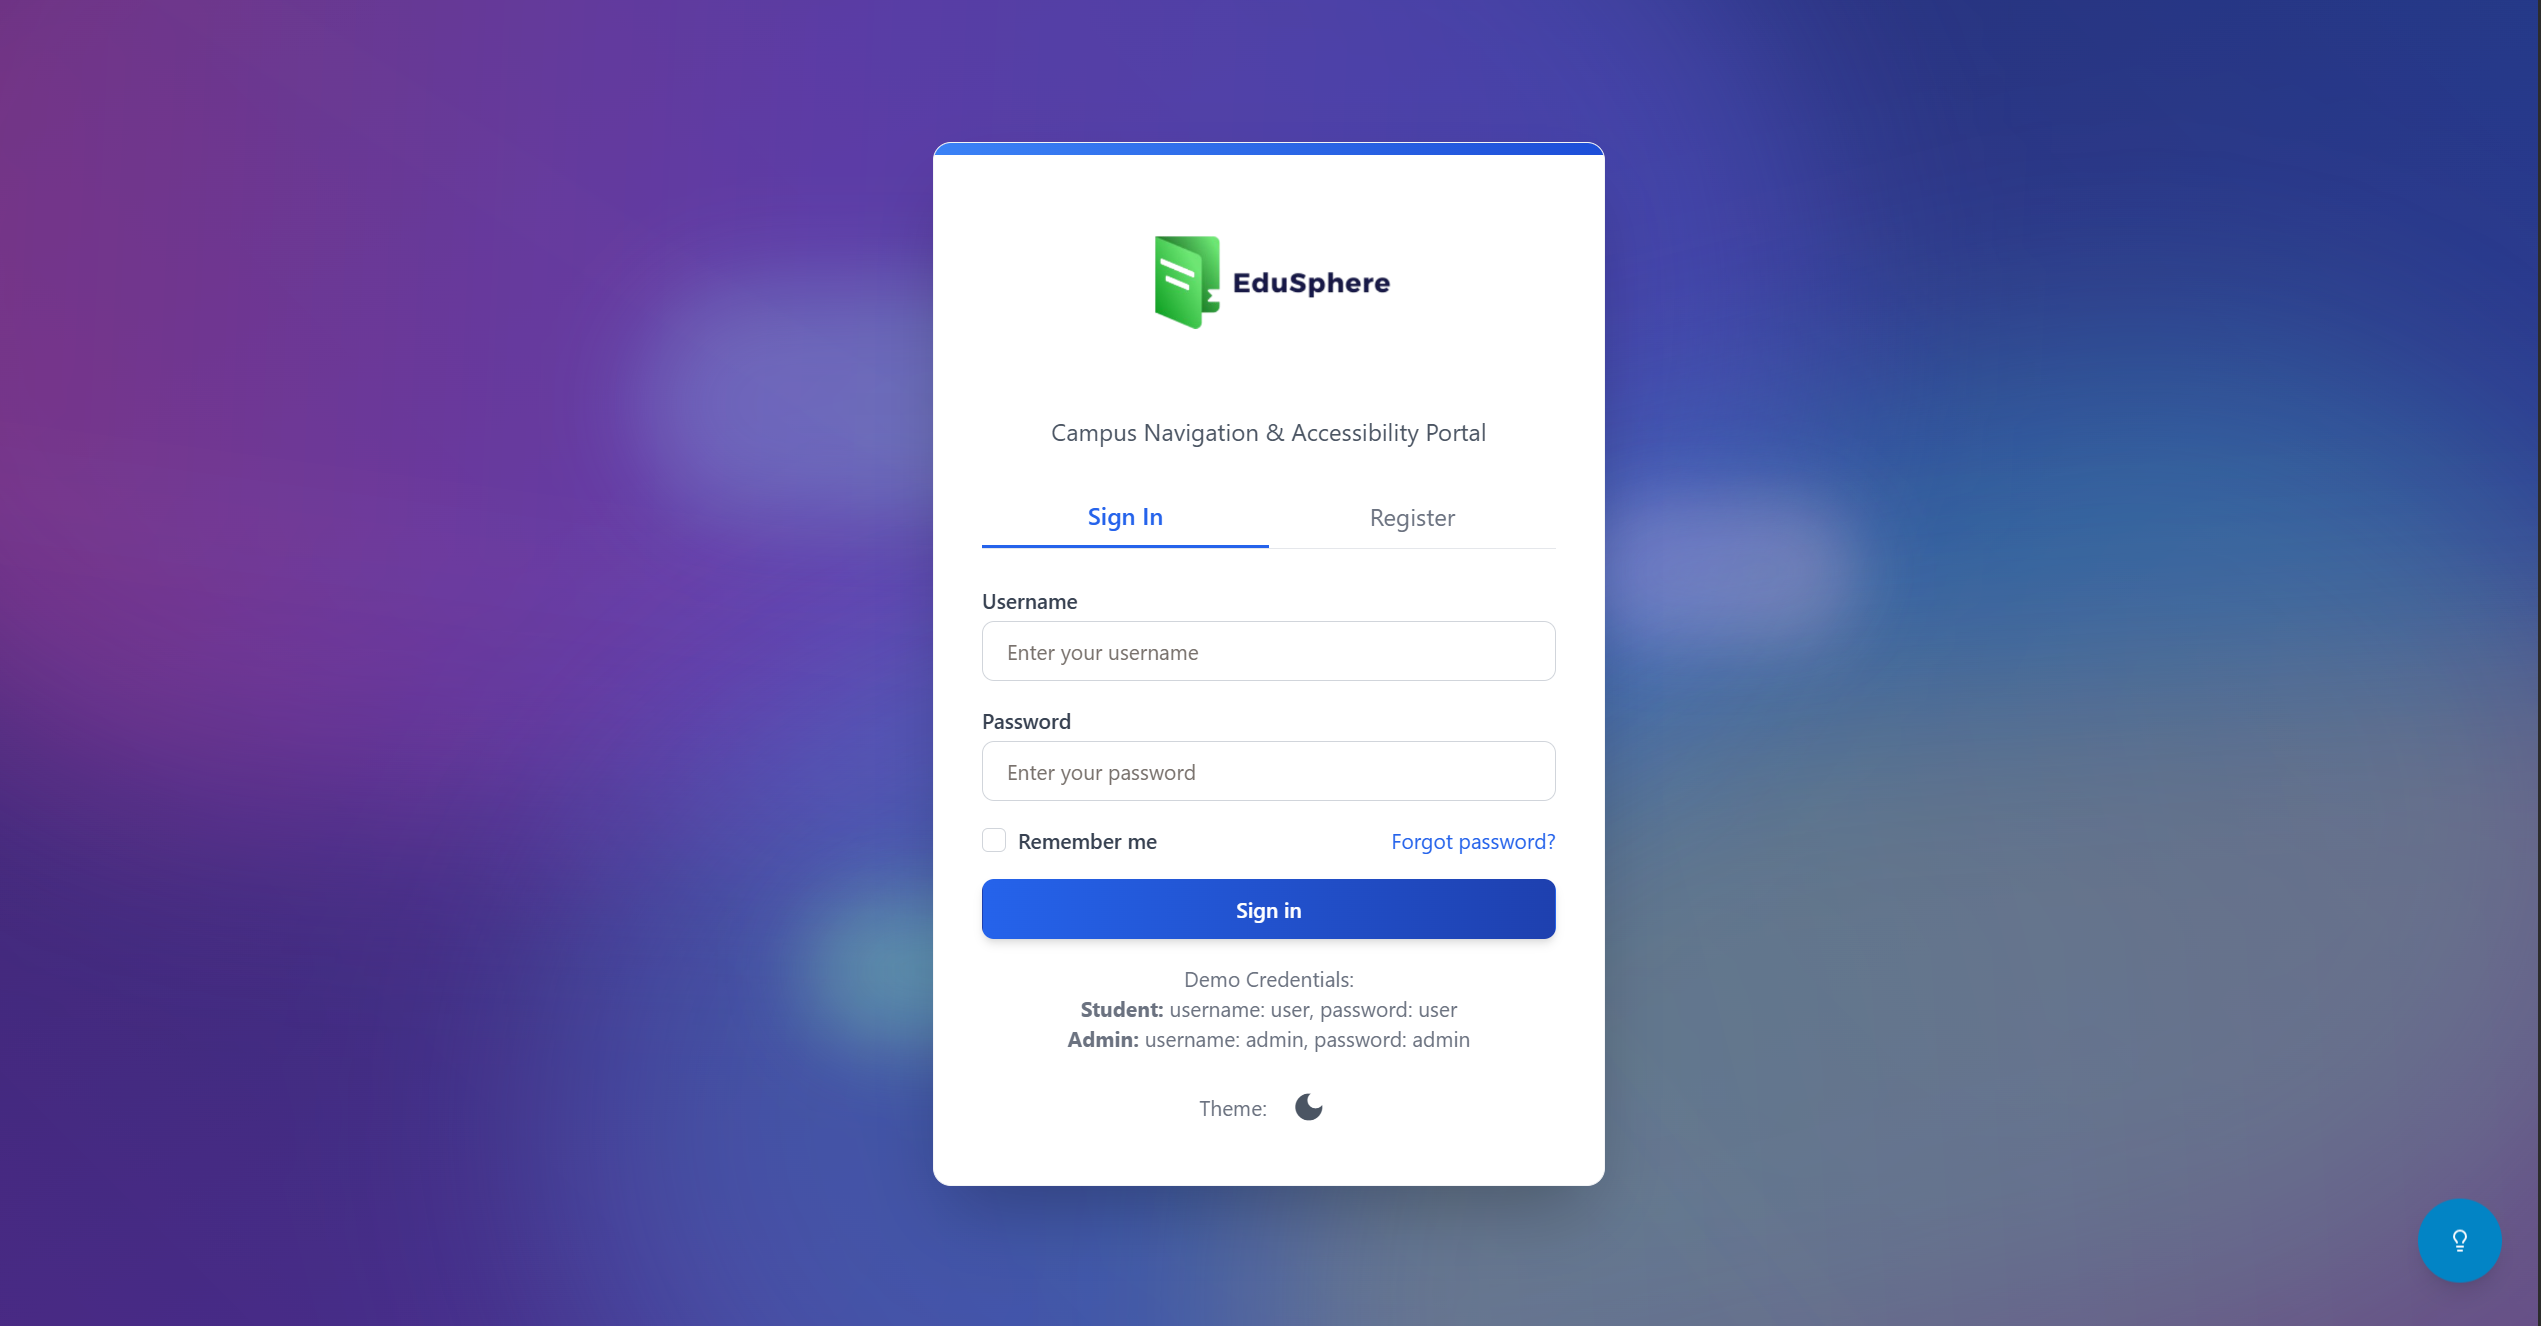 EduSphere
Campus Navigation & Accessibility Portal
Sign In
Register
Username
Enter your username
Password
Enter your password
Remember me
Forgot password?
Sign in
Demo Credentials:
Student: username: user, password: user
Admin: username: admin, password: admin
Theme: